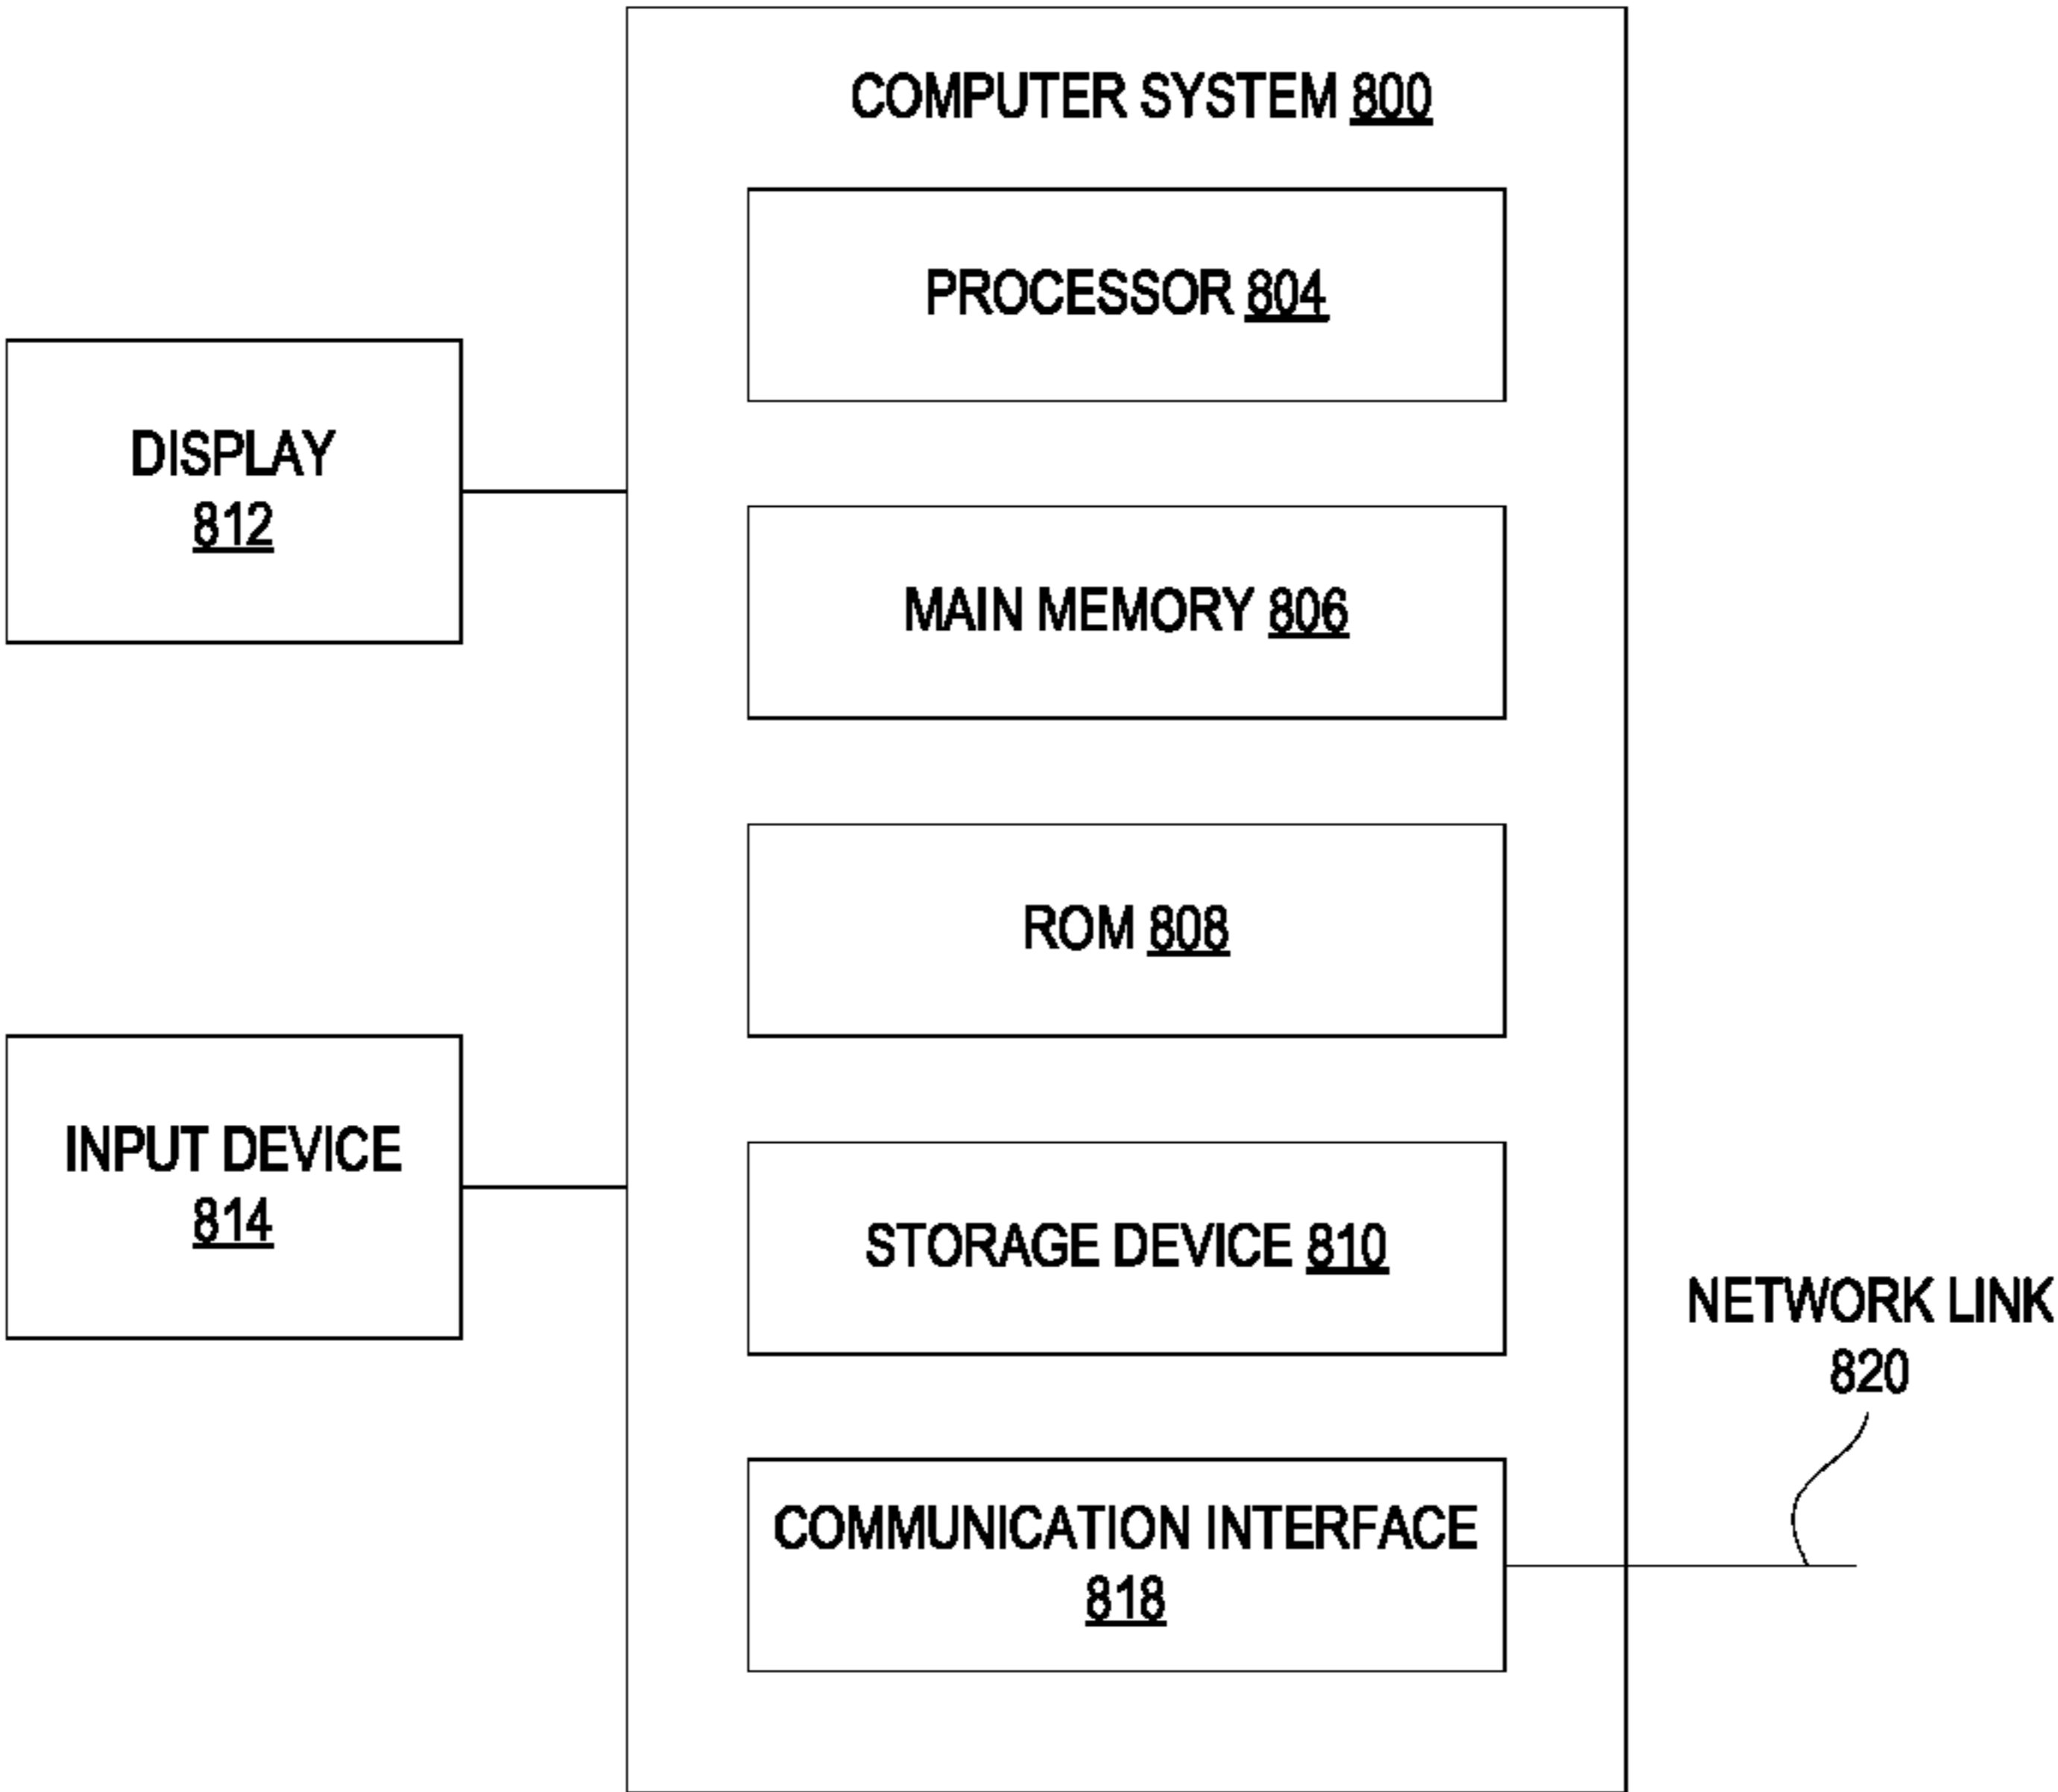 COMPUTER SYSTEM 800
PROCESSOR 804
DISPLAY
812
MAIN MEMORY 806
ROM 808
INPUT DEVICE
814
STORAGE DEVICE 810
NETWORK LINK
820
COMMUNICATION INTERFACE
818